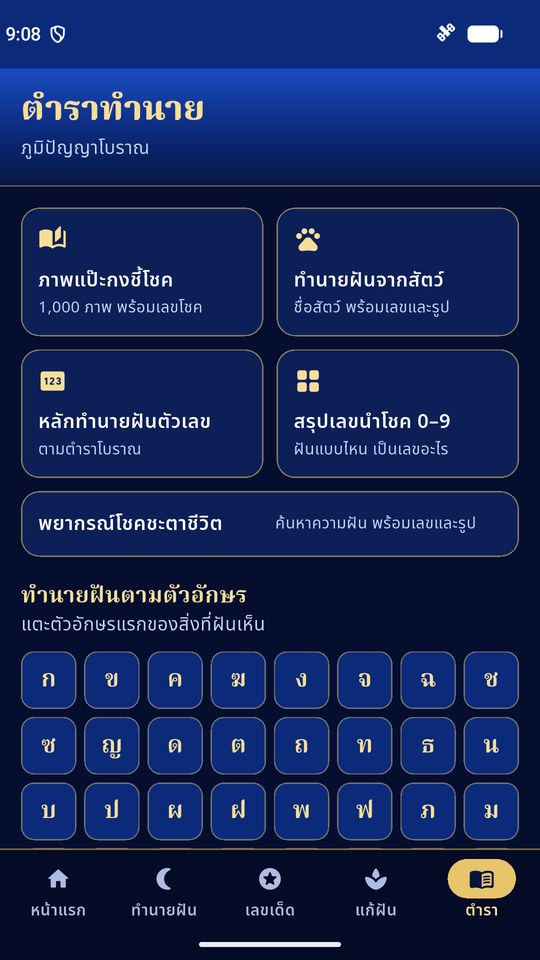 9:08
ตำราทำนาย
ภูมิปัญญาโบราณ
ภาพแป๊ะกงชี้โชค
1,000 ภาพ พร้อมเลขโชค
ทำนายฝันจากสัตว์
ชื่อสัตว์ พร้อมเลขและรูป
123
หลักทำนายฝันตัวเลข
ตามตำราโบราณ
สรุปเลขนำโชค 0–9
ฝันแบบไหน เป็นเลขอะไร
พยากรณ์โชคชะตาชีวิต
ค้นหาความฝัน พร้อมเลขและรูป
ทำนายฝันตามตัวอักษร
แตะตัวอักษรแรกของสิ่งที่ฝันเห็น
ก ข ค ฆ ง จ ฉ ช
ซ ญ ด ต ถ ท ธ น
บ ป ผ ฝ พ ฟ ภ ม
หน้าแรก ทำนายฝัน เลขเด็ด แก้ฝัน ตำรา